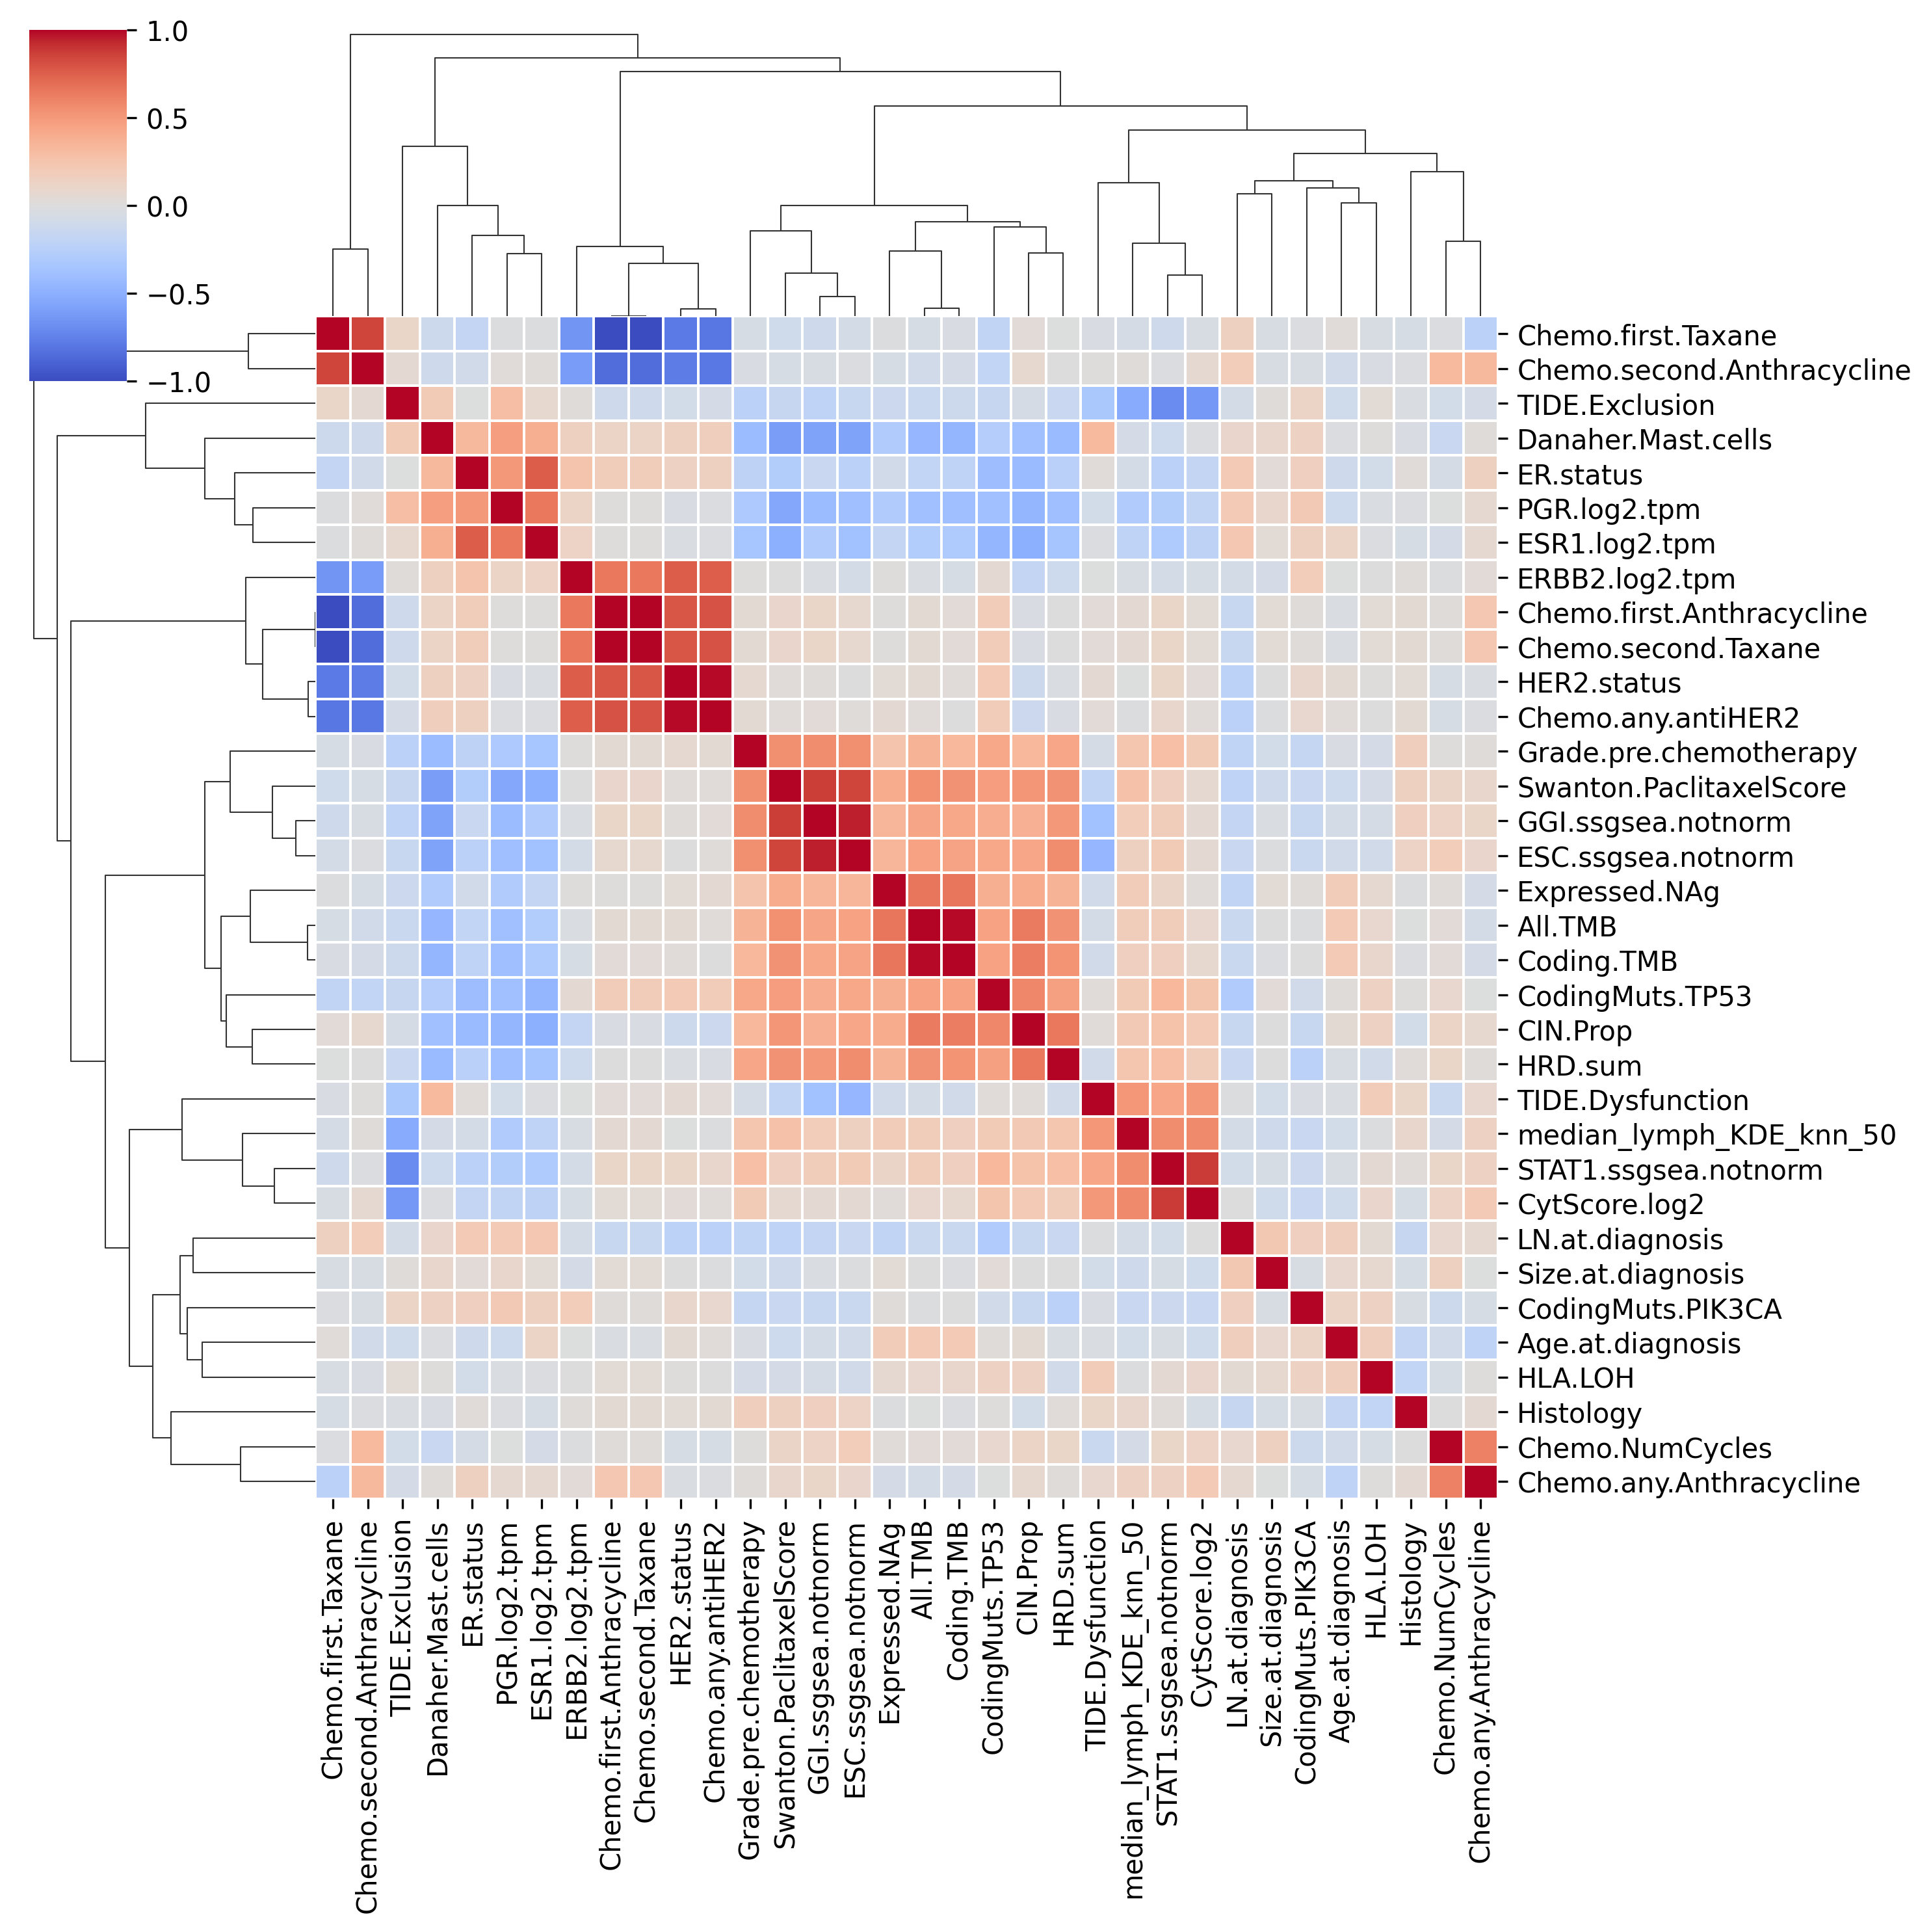 1.0
0.5
0.0
−0.5
−1.0
Chemo.first.Taxane
Chemo.second.Anthracycline
TIDE.Exclusion
Danaher.Mast.cells
ER.status
PGR.log2.tpm
ESR1.log2.tpm
ERBB2.log2.tpm
Chemo.first.Anthracycline
Chemo.second.Taxane
HER2.status
Chemo.any.antiHER2
Grade.pre.chemotherapy
Swanton.PaclitaxelScore
GGI.ssgsea.notnorm
ESC.ssgsea.notnorm
Expressed.NAg
All.TMB
Coding.TMB
CodingMuts.TP53
CIN.Prop
HRD.sum
TIDE.Dysfunction
median_lymph_KDE_knn_50
STAT1.ssgsea.notnorm
CytScore.log2
LN.at.diagnosis
Size.at.diagnosis
CodingMuts.PIK3CA
Age.at.diagnosis
HLA.LOH
Histology
Chemo.NumCycles
Chemo.any.Anthracycline
Chemo.first.Taxane
Chemo.second.Anthracycline
TIDE.Exclusion
Danaher.Mast.cells
ER.status
PGR.log2.tpm
ESR1.log2.tpm
ERBB2.log2.tpm
Chemo.first.Anthracycline
Chemo.second.Taxane
HER2.status
Chemo.any.antiHER2
Grade.pre.chemotherapy
Swanton.PaclitaxelScore
GGI.ssgsea.notnorm
ESC.ssgsea.notnorm
Expressed.NAg
All.TMB
Coding.TMB
CodingMuts.TP53
CIN.Prop
HRD.sum
TIDE.Dysfunction
median_lymph_KDE_knn_50
STAT1.ssgsea.notnorm
CytScore.log2
LN.at.diagnosis
Size.at.diagnosis
CodingMuts.PIK3CA
Age.at.diagnosis
HLA.LOH
Histology
Chemo.NumCycles
Chemo.any.Anthracycline